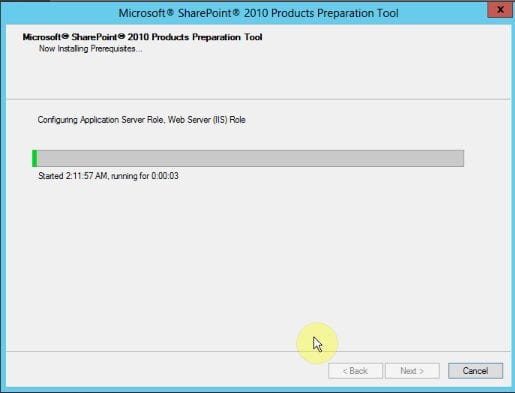 Microsoft® SharePoint® 2010 Products Preparation Tool
x
Microsoft® SharePoint® 2010 Products Preparation Tool
Now Installing Prerequisites...
Configuring Application Server Role, Web Server (IIS) Role
Started 2:11:57 AM, running for 0:00:03
< Back Next > Cancel